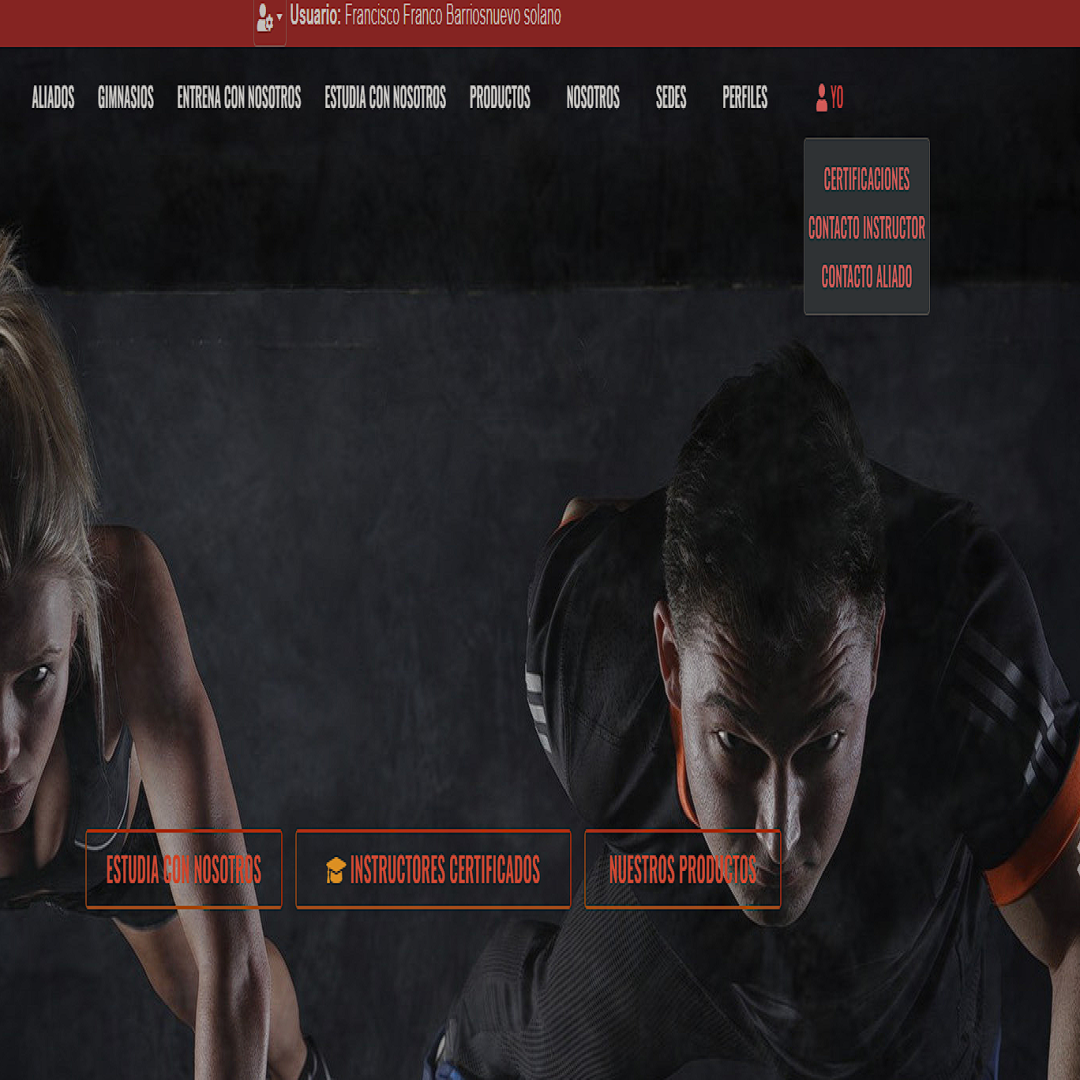 Usuario: Francisco Franco Barriosnuevo solano
ALIADOS GIMNASIOS ENTRENA CON NOSOTROS ESTUDIA CON NOSOTROS PRODUCTOS NOSOTROS SEDES PERFILES YO
CERTIFICACIONES
CONTACTO INSTRUCTOR
CONTACTO ALIADO
ESTUDIA CON NOSOTROS INSTRUCTORES CERTIFICADOS NUESTROS PRODUCTOS